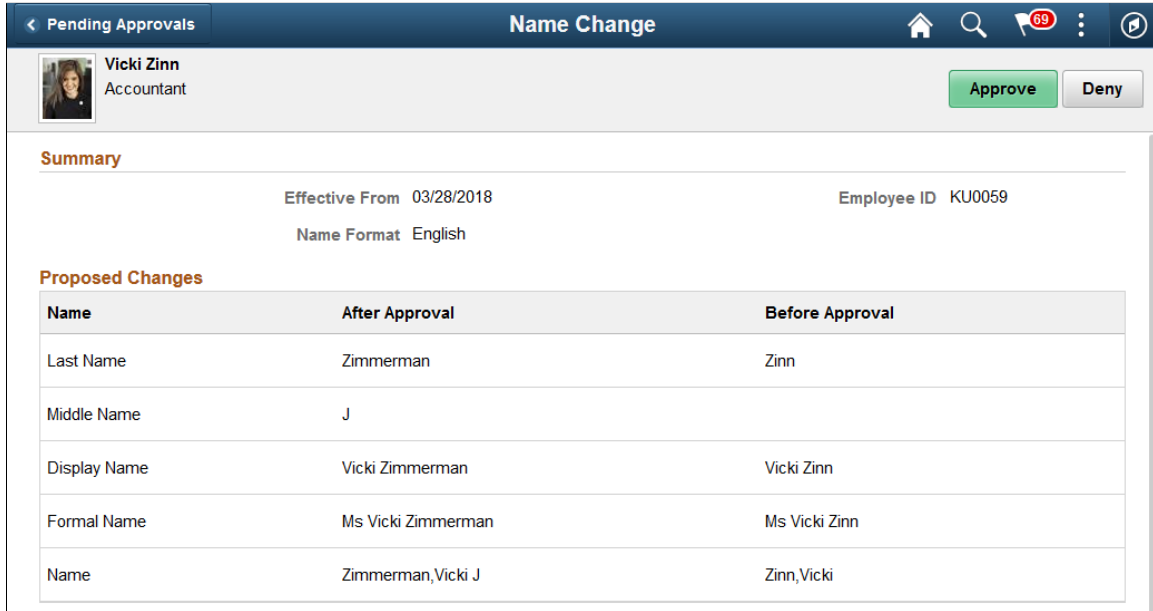 Pending Approvals
Name Change
69
Vicki Zinn
Accountant
Approve
Deny
Summary
Effective From 03/28/2018
Employee ID KU0059
Name Format English
Proposed Changes
Name After Approval Before Approval
Last Name Zimmerman Zinn
Middle Name J
Display Name Vicki Zimmerman Vicki Zinn
Formal Name Ms Vicki Zimmerman Ms Vicki Zinn
Name Zimmerman,Vicki J Zinn,Vicki